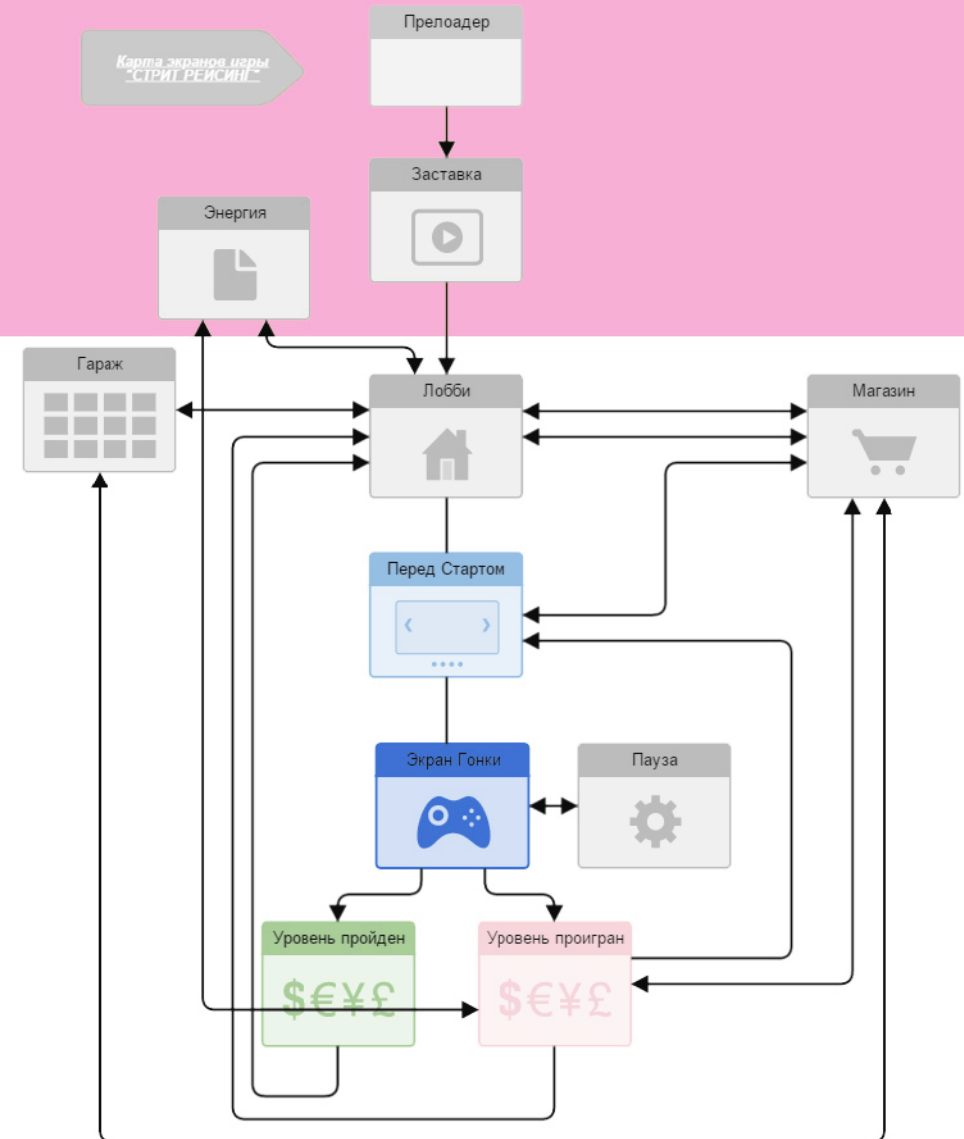 Прелоадер
Карта экранов игры
"СТРИТ РЕЙСИНГ"
Заставка
Энергия
Гараж
Лобби
Магазин
Перед Стартом
Экран Гонки
Пауза
Уровень пройден
Уровень проигран
$€¥£
$€¥£